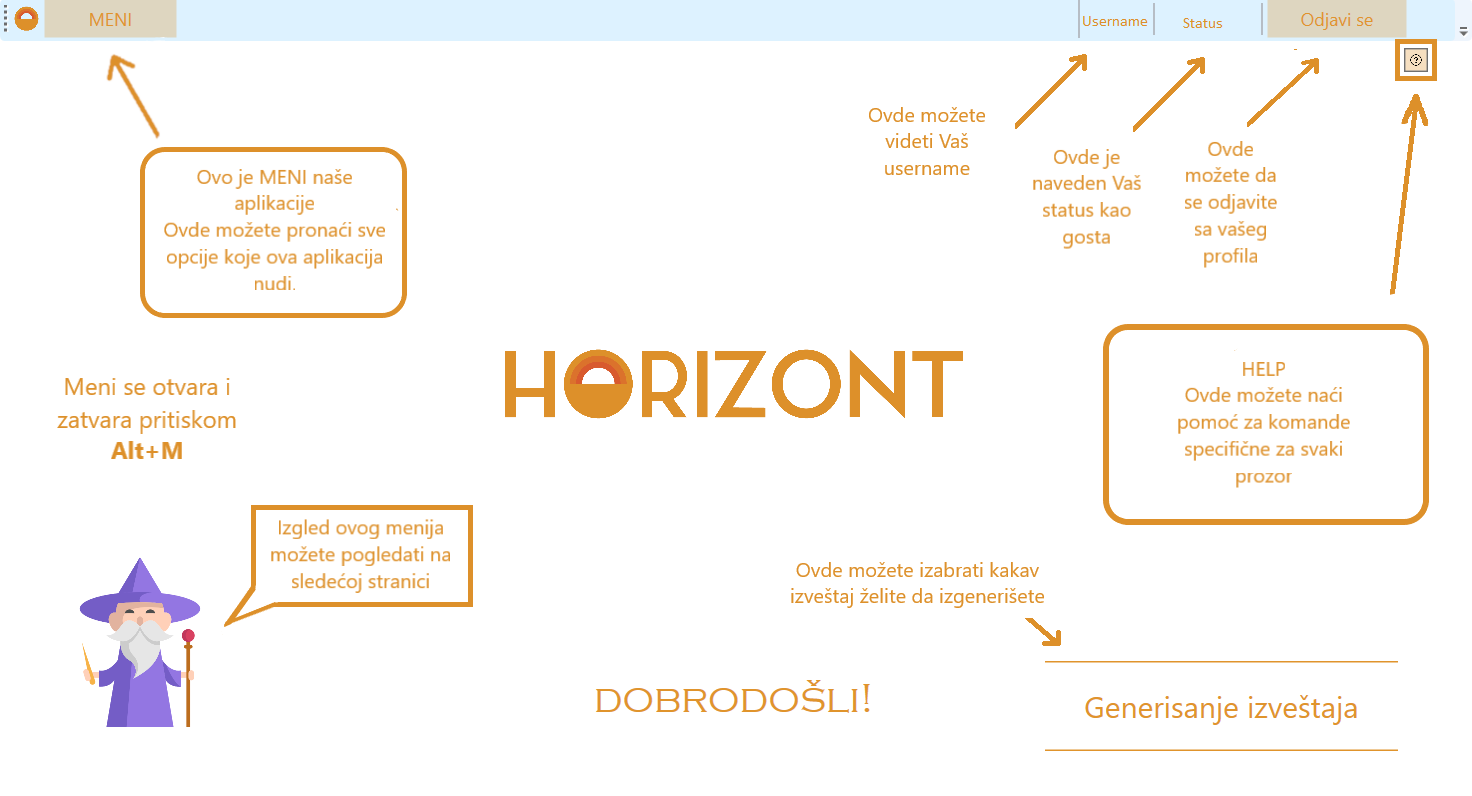 MENI
Username
Status
Odjavi se
Ovde možete
videti Vaš
username
Ovde je
naveden Vaš
status kao
gosta
Ovde
možete da
se odjavite
sa vašeg
profila
Ovo je MENI naše
aplikacije
Ovde možete pronaći sve
opcije koje ova aplikacija
nudi.
Meni se otvara i
zatvara pritiskom
Alt+M
HORIZONT
HELP
Ovde možete naći
pomoć za komande
specifične za svaki
prozor
Izgled ovog menija
možete pogledati na
sledećoj stranici
Ovde možete izabrati kakav
izveštaj želite da izgenerišete
DOBRODOŠLI!
Generisanje izveštaja